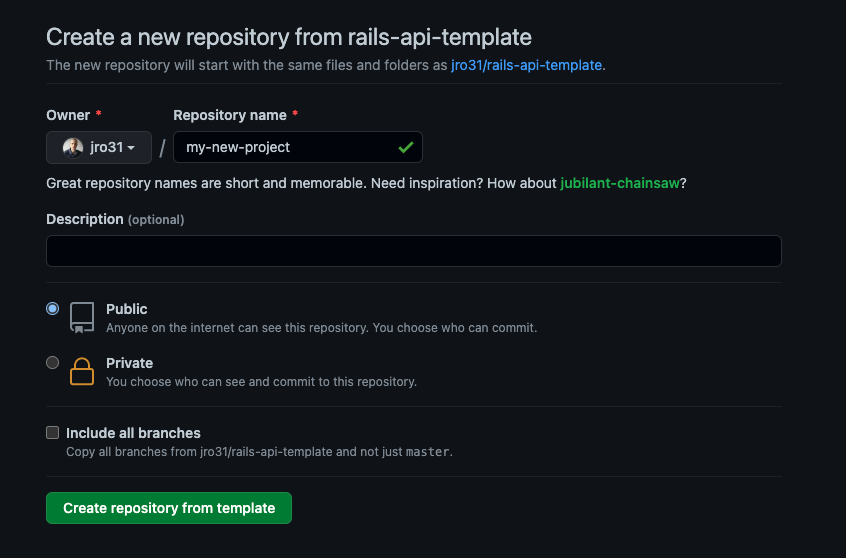 Create a new repository from rails-api-template
The new repository will start with the same files and folders as jro31/rails-api-template.
Owner * Repository name *
jro31 / my-new-project
Great repository names are short and memorable. Need inspiration? How about jubilant-chainsaw?
Description (optional)
Public
Anyone on the internet can see this repository. You choose who can commit.
Private
You choose who can see and commit to this repository.
Include all branches
Copy all branches from jro31/rails-api-template and not just master.
Create repository from template